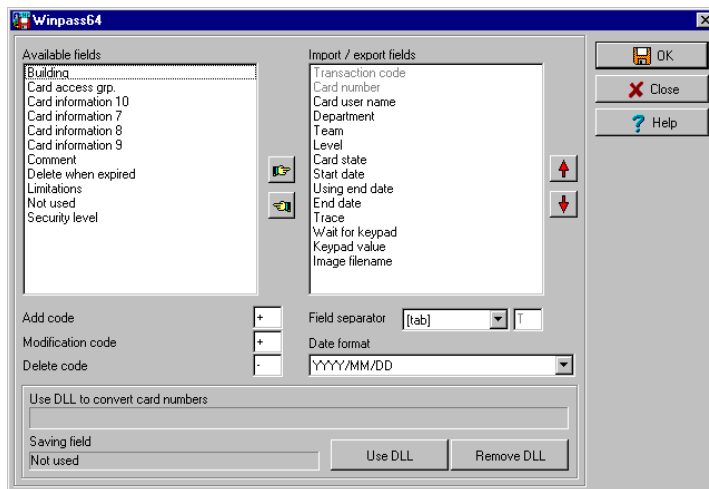 Winpass64
Available fields
Building
Card access grp.
Card information 10
Card information 7
Card information 8
Card information 9
Comment
Delete when expired
Limitations
Not used
Security level
Import / export fields
Transaction code
Card number
Card user name
Department
Team
Level
Card state
Start date
Using end date
End date
Trace
Wait for keypad
Keypad value
Image filename
OK
Close
? Help
Add code +
Modification code +
Delete code -
Field separator [tab] T
Date format
YYYY/MM/DD
Use DLL to convert card numbers
Saving field
Not used
Use DLL
Remove DLL